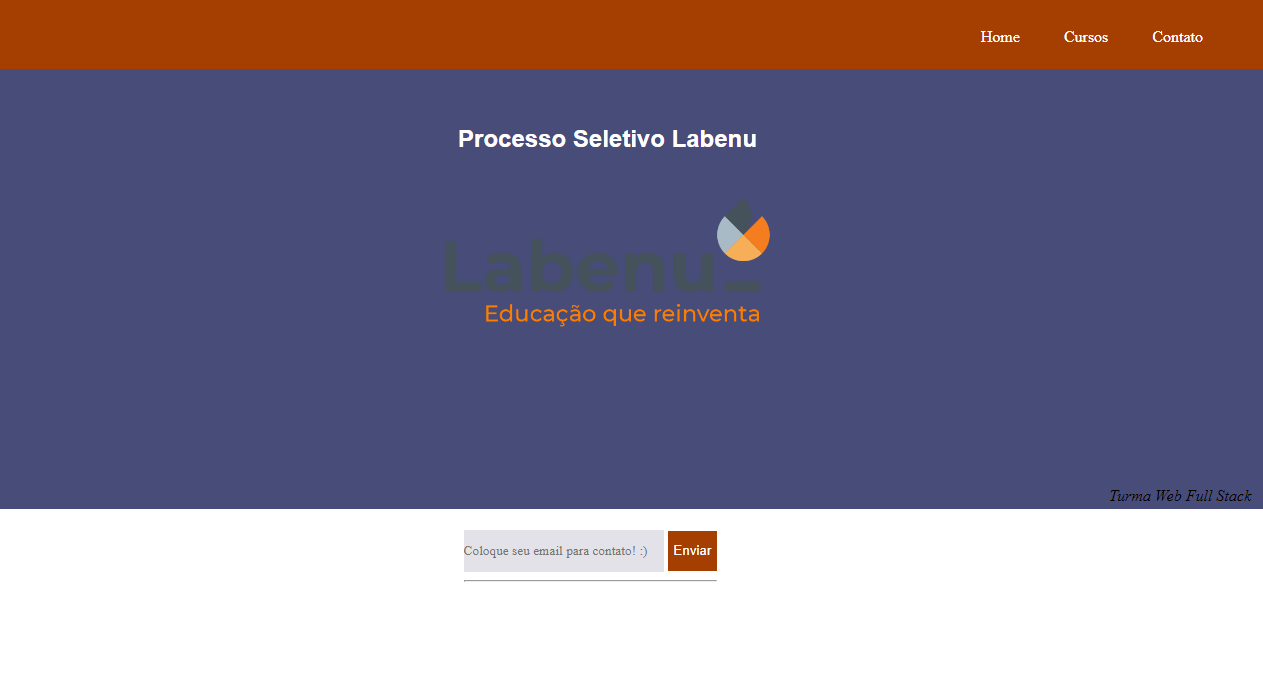 Home Cursos Contato
Processo Seletivo Labenu
Labenu_
Educação que reinventa
Turma Web Full Stack
Coloque seu email para contato! :) Enviar